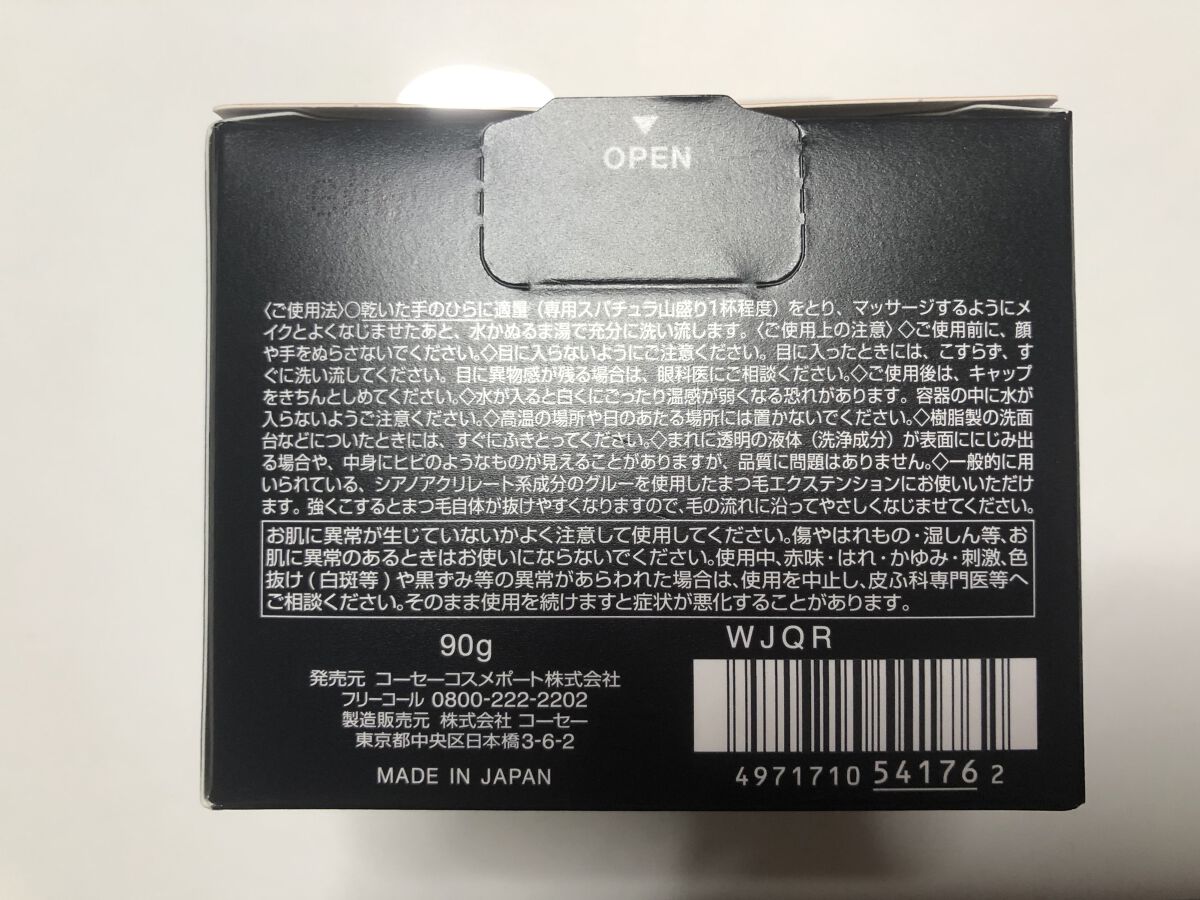 ▼
OPEN
〈ご使用法〉○乾いた手のひらに適量（専用スパチュラ山盛り1杯程度）をとり、マッサージするようにメ
イクとよくなじませたあと、水かぬるま湯で充分に洗い流します。〈ご使用上の注意〉◇ご使用前に、顔
や手をぬらさないでください。◇目に入らないようにご注意ください。目に入ったときには、こすらず、す
ぐに洗い流してください。目に異物感が残る場合は、眼科医にご相談ください。◇ご使用後は、キャップ
をきちんとしめてください。◇水が入ると白くにごったり温感が弱くなる恐れがあります。容器の中に水が
入らないようご注意ください。◇高温の場所や日のあたる場所には置かないでください。◇樹脂製の洗面
台などについたときには、すぐにふきとってください。◇まれに透明の液体（洗浄成分）が表面ににじみ出
る場合や、中身にヒビのようなものが見えることがありますが、品質に問題はありません。◇一般的に用
いられている、シアノアクリレート系成分のグルーを使用したまつ毛エクステンションにお使いいただけ
ます。強くこするとまつ毛自体が抜けやすくなりますので、毛の流れに沿ってやさしくなじませてください。
お肌に異常が生じていないかよく注意して使用してください。傷やはれもの・湿しん等、お
肌に異常のあるときはお使いにならないでください。使用中、赤味・はれ・かゆみ・刺激、色
抜け(白斑等)や黒ずみ等の異常があらわれた場合は、使用を中止し、皮ふ科専門医等へ
ご相談ください。そのまま使用を続けますと症状が悪化することがあります。
90g
発売元 コーセーコスメポート株式会社
フリーコール 0800-222-2202
製造販売元 株式会社 コーセー
東京都中央区日本橋3-6-2
MADE IN JAPAN
WJQR
4971710 54176 2